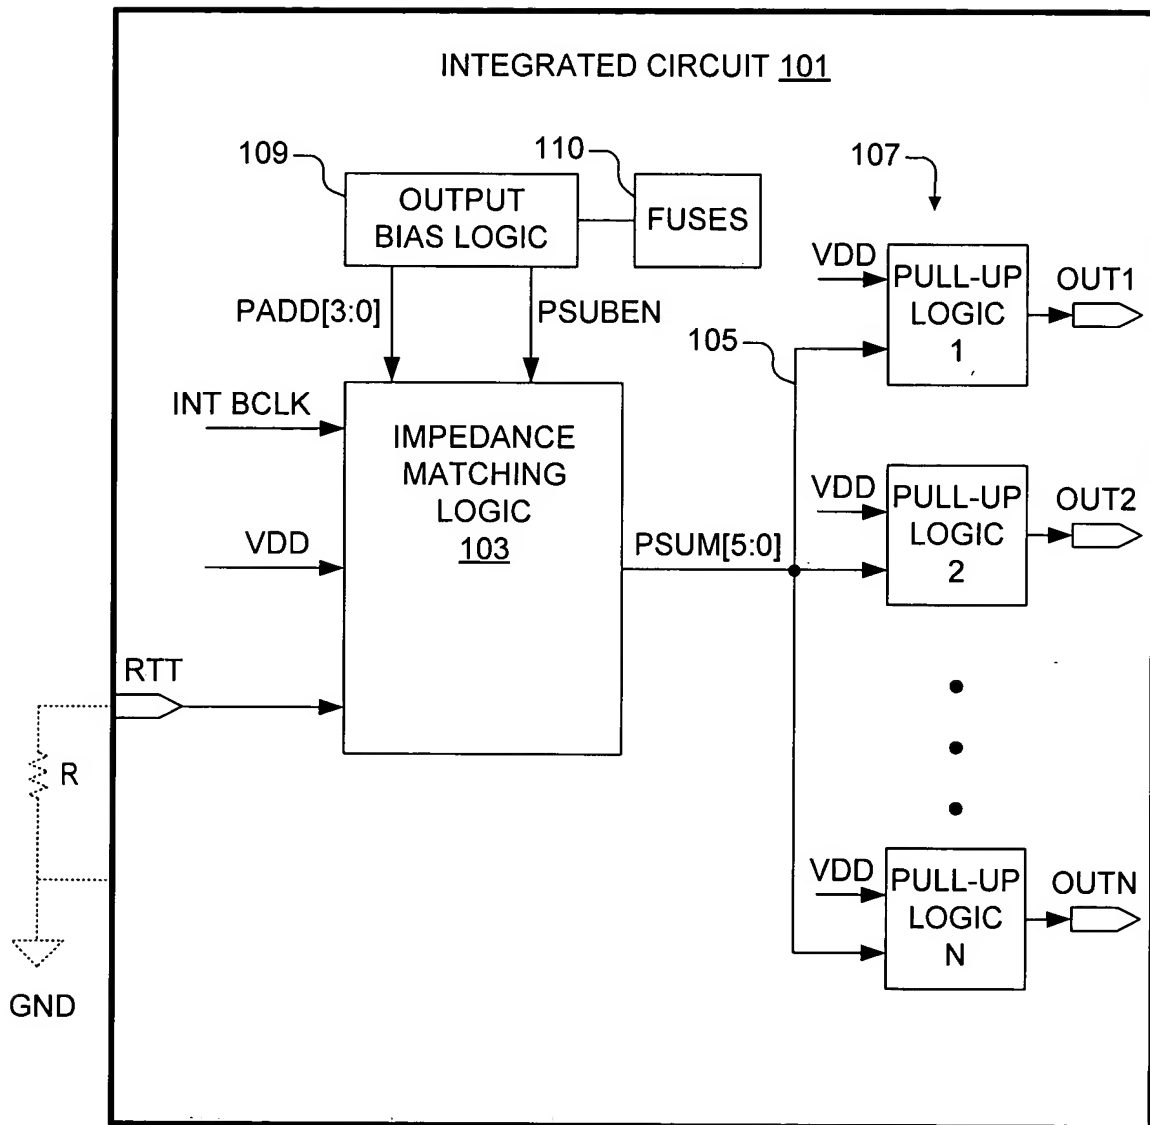 INTEGRATED CIRCUIT 101
109
110
107
OUTPUT
BIAS LOGIC
FUSES
VDD
PULL-UP
LOGIC
1
OUT1
PADD[3:0]
PSUBEN
105
INT BCLK
IMPEDANCE
MATCHING
LOGIC
103
VDD
PULL-UP
LOGIC
2
OUT2
VDD
PSUM[5:0]
RTT
R
VDD
PULL-UP
LOGIC
N
OUTN
GND